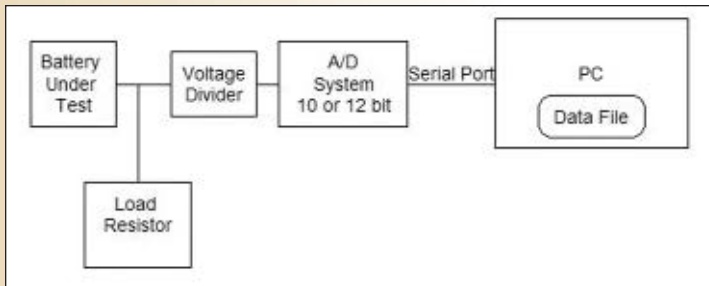 Battery
Under
Test
Voltage
Divider
A/D
System
10 or 12 bit
Serial Port
PC
Data File
Load
Resistor